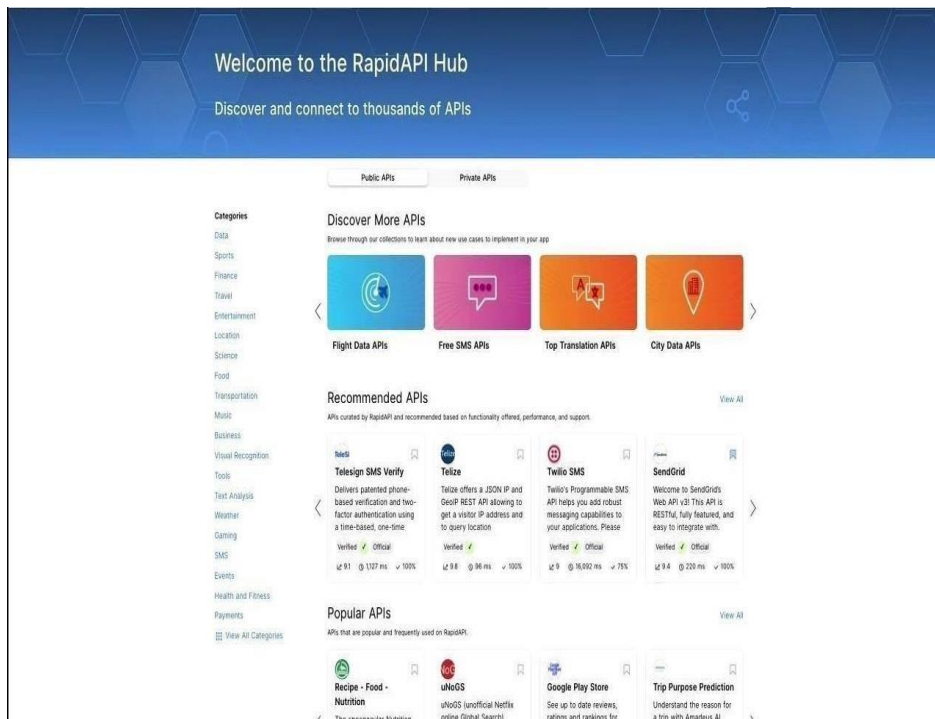 Welcome to the RapidAPI Hub
Discover and connect to thousands of APIs
Public APIs
Private APIs
Categories
Data
Sports
Finance
Travel
Entertainment
Location
Science
Food
Transportation
Music
Business
Visual Recognition
Tools
Text Analysis
Weather
Gaming
SMS
Events
Health and Fitness
Payments
View All Categories
Discover More APIs
Browse through our collections to learn about new use cases to implement in your app
Flight Data APIs
Free SMS APIs
Top Translation APIs
City Data APIs
Recommended APIs
View All
APIs curated by RapidAPI and recommended based on functionality offered, performance, and support.
TeleSi
Telesign SMS Verify
Delivers patented phone-
based verification and two-
factor authentication using
a time-based, one-time
Verified ✓ Official
9.1 1,127 ms ✓ 100%
Telize
Telize offers a JSON IP and
GeoIP REST API allowing to
get a visitor IP address and
to query location
Verified ✓
9.8 96 ms ✓ 100%
Twilio SMS
Twilio's Programmable SMS
API helps you add robust
messaging capabilities to
your applications. Please
Verified ✓ Official
9 16,092 ms ✓ 75%
SendGrid
Welcome to SendGrid's
Web API v3! This API is
RESTful, fully featured, and
easy to integrate with.
Verified ✓ Official
9.4 220 ms ✓ 100%
Popular APIs
View All
APIs that are popular and frequently used on RapidAPI.
Recipe - Food -
Nutrition
uNoGS
uNoGS (unofficial Netflix
online Global Search)
Google Play Store
See up to date reviews,
ratings and rankings for
Trip Purpose Prediction
Understand the reason for
a trip with Amadeus AI